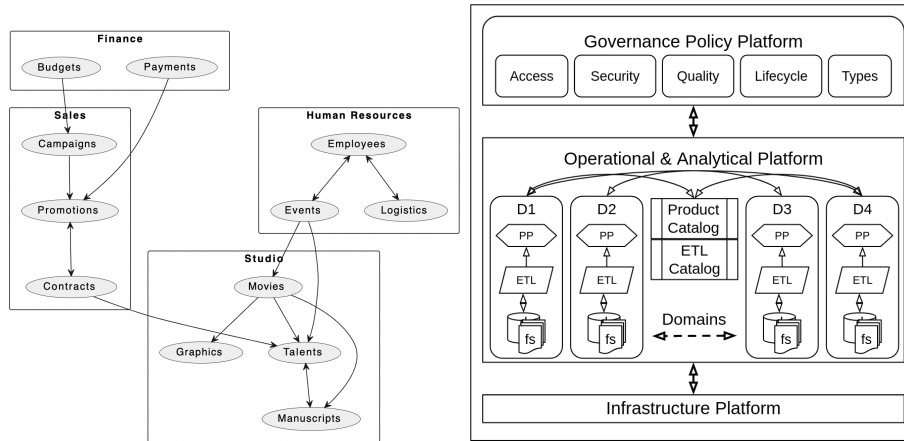 Finance
Budgets
Payments
Sales
Campaigns
Promotions
Contracts
Human Resources
Employees
Events
Logistics
Studio
Movies
Graphics
Talents
Manuscripts
Governance Policy Platform
Access
Security
Quality
Lifecycle
Types
Operational & Analytical Platform
D1
PP
ETL
fs
D2
PP
ETL
fs
Product
Catalog
ETL
Catalog
Domains
D3
PP
ETL
fs
D4
PP
ETL
fs
Infrastructure Platform